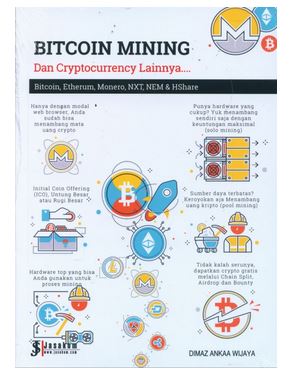 BITCOIN MINING
Dan Cryptocurrency Lainnya....
Bitcoin, Etherum, Monero, NXT, NEM & HShare
Hanya dengan modal
web browser, Anda
sudah bisa
menambang mata
uang crypto
Punya hardware yang
cukup? Yuk menambang
sendiri saja dengan
keuntungan maksimal
(solo mining)
Initial Coin Offering
(ICO), Untung Besar
atau Rugi Besar
Sumber daya terbatas?
Keroyokan aja Menambang
uang kripto (pool mining)
Hardware top yang bisa
Anda gunakan untuk
proses mining
Tidak kalah serunya,
dapatkan crypto gratis
melalui Chain Split,
Airdrop dan Bounty
Jasakom
www.jasakom.com
DIMAZ ANKAA WIJAYA